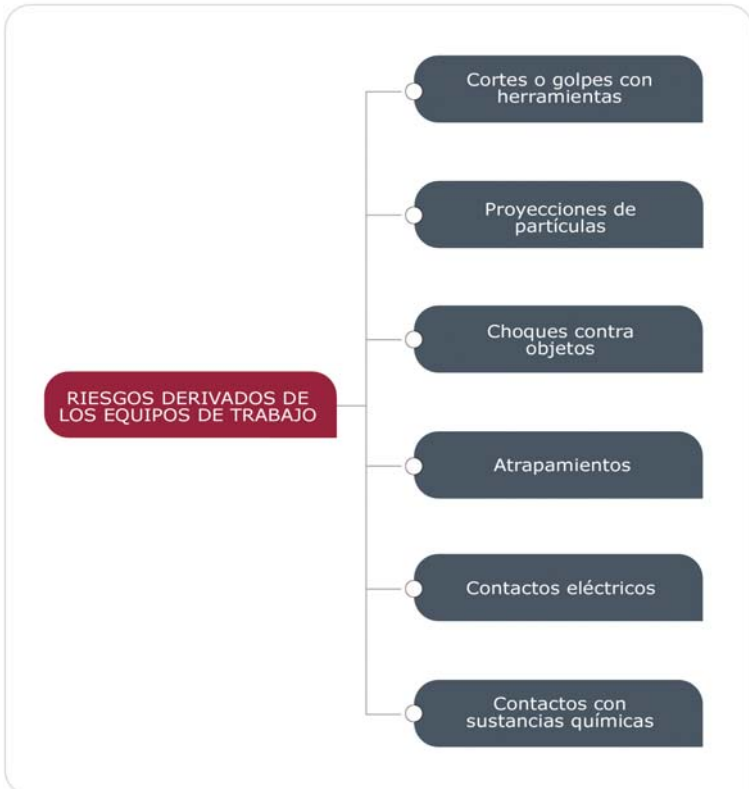 Cortes o golpes con
herramientas
Proyecciones de
partículas
Choques contra
objetos
RIESGOS DERIVADOS DE
LOS EQUIPOS DE TRABAJO
Atrapamientos
Contactos eléctricos
Contactos con
sustancias químicas